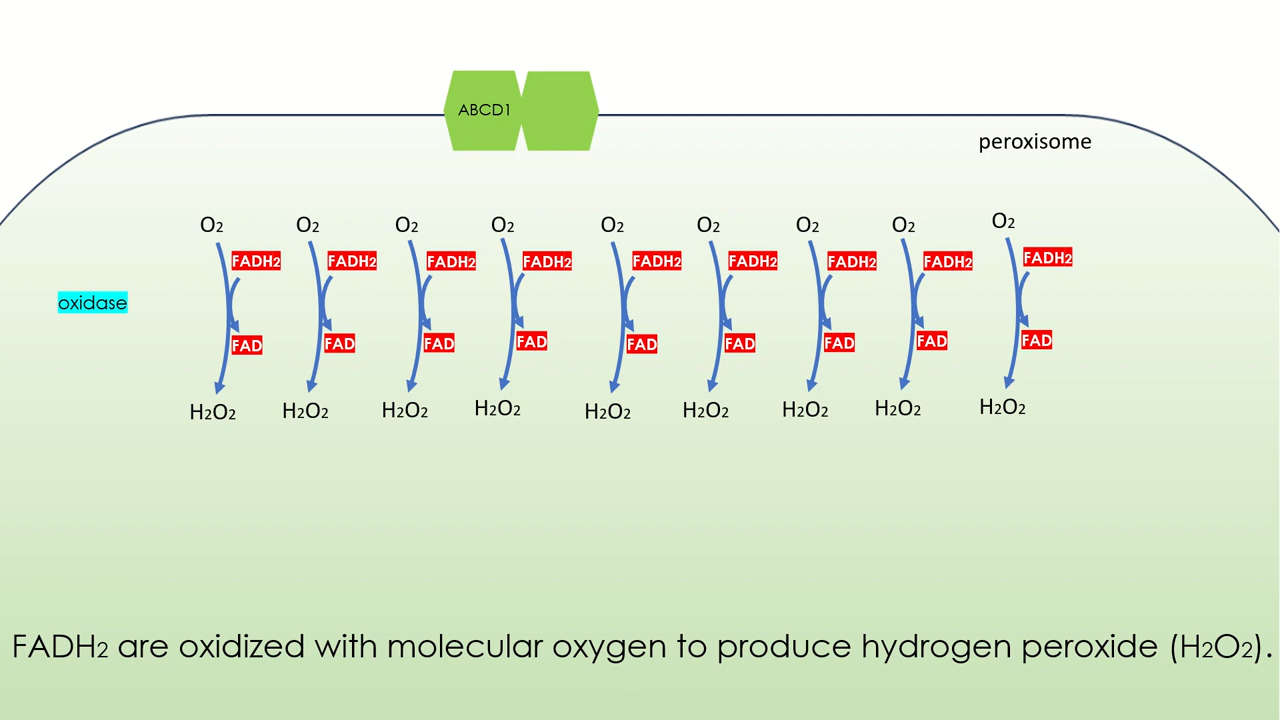 ABCD1
peroxisome
O2 O2 O2 O2 O2 O2 O2 O2 O2
FADH2 FADH2 FADH2 FADH2 FADH2 FADH2 FADH2 FADH2 FADH2
oxidase
FAD FAD FAD FAD FAD FAD FAD FAD FAD
H2O2 H2O2 H2O2 H2O2 H2O2 H2O2 H2O2 H2O2 H2O2
FADH2 are oxidized with molecular oxygen to produce hydrogen peroxide (H2O2).